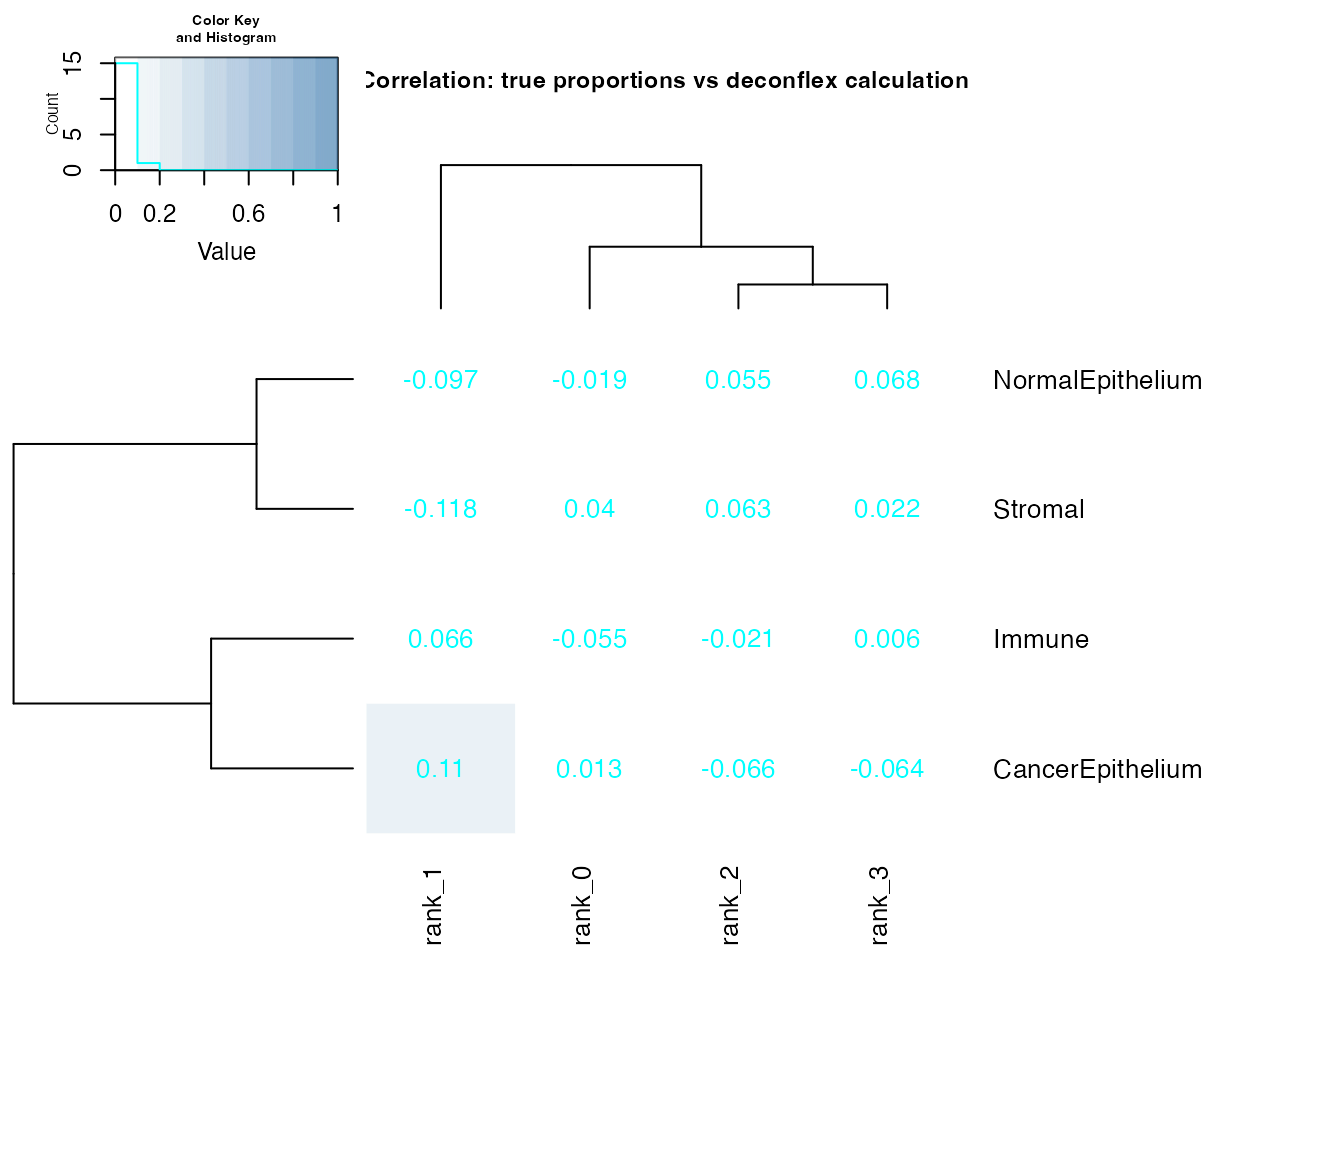 Color Key
and Histogram
Count
0 5 15
0 0.2 0.6 1
Value
Correlation: true proportions vs deconflex calculation
-0.097 -0.019 0.055 0.068 NormalEpithelium
-0.118 0.04 0.063 0.022 Stromal
0.066 -0.055 -0.021 0.006 Immune
0.11 0.013 -0.066 -0.064 CancerEpithelium
rank_1 rank_0 rank_2 rank_3